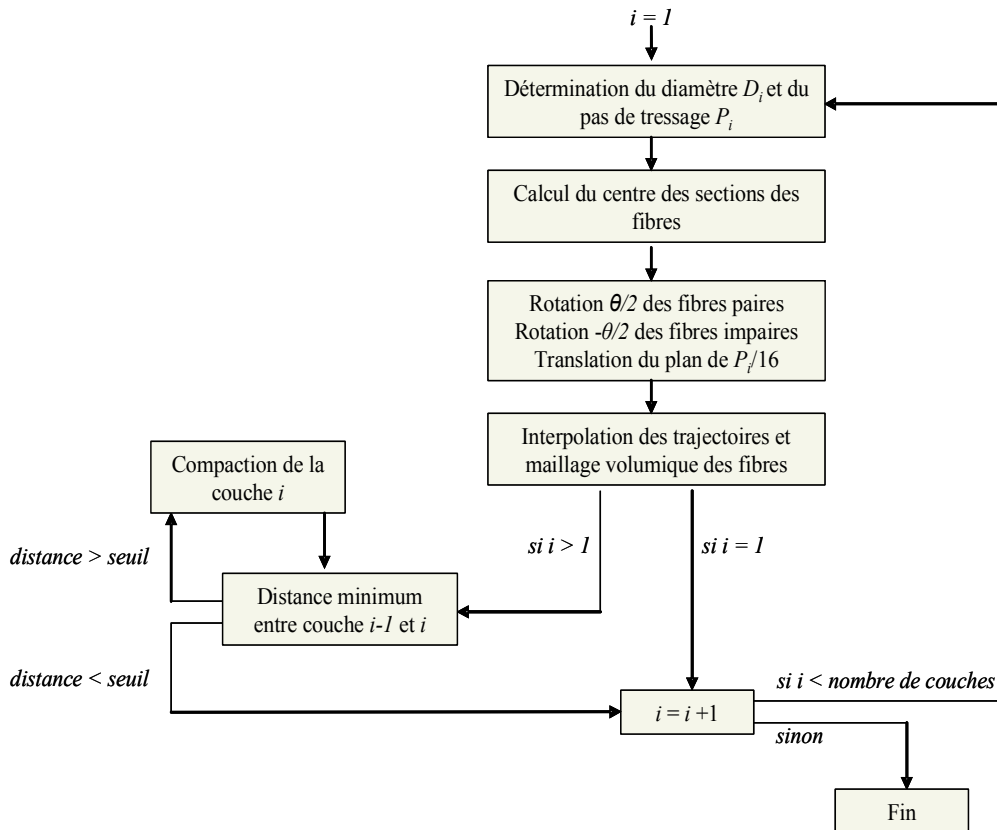 i = 1
Détermination du diamètre Di et du
pas de tressage Pi
Calcul du centre des sections des
fibres
Rotation θ/2 des fibres paires
Rotation -θ/2 des fibres impaires
Translation du plan de Pi/16
Interpolation des trajectoires et
maillage volumique des fibres
Compaction de la
couche i
si i > 1
si i = 1
distance > seuil
Distance minimum
entre couche i-1 et i
distance < seuil
si i < nombre de couches
i = i +1
sinon
Fin